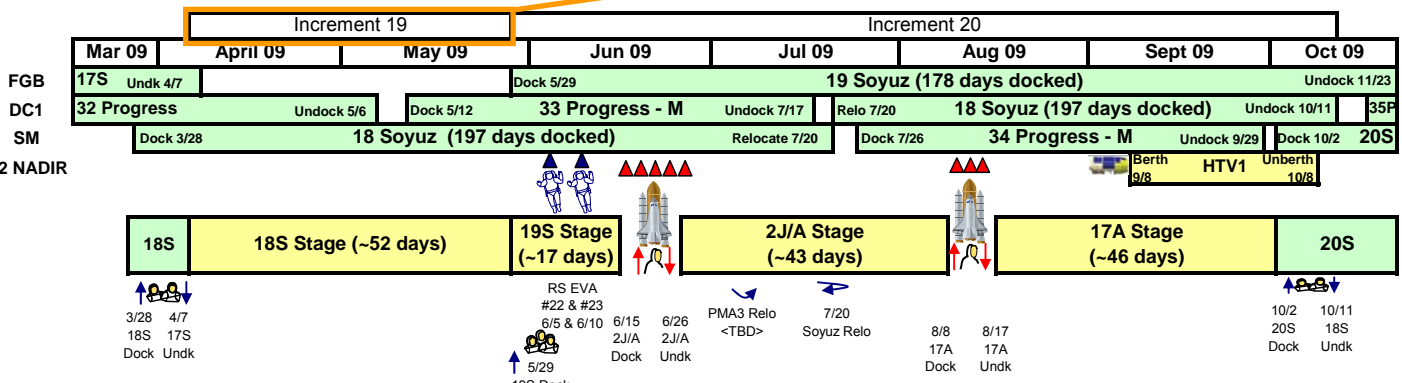 Increment 19 Increment 20
Mar 09 April 09 May 09 Jun 09 Jul 09 Aug 09 Sept 09 Oct 09
FGB 17S Undk 4/7 Dock 5/29 19 Soyuz (178 days docked) Undock 11/23
DC1 32 Progress Undock 5/6 Dock 5/12 33 Progress - M Undock 7/17 Relo 7/20 18 Soyuz (197 days docked) Undock 10/11 35P
SM Dock 3/28 18 Soyuz (197 days docked) Relocate 7/20 Dock 7/26 34 Progress - M Undock 9/29 Dock 10/2 20S
2 NADIR Berth HTV1 Unberth
9/8 10/8
18S 18S Stage (~52 days) 19S Stage 2J/A Stage 17A Stage 20S
(~17 days) (~43 days) (~46 days)
RS EVA
#22 & #23
6/5 & 6/10
3/28 4/7 6/15 6/26 PMA3 Relo 7/20 8/8 8/17 10/2 10/11
18S 17S 2J/A 2J/A <TBD> Soyuz Relo 17A 17A 20S 18S
Dock Undk Dock Undk Dock Undk Dock Undk
5/29
19S Dock